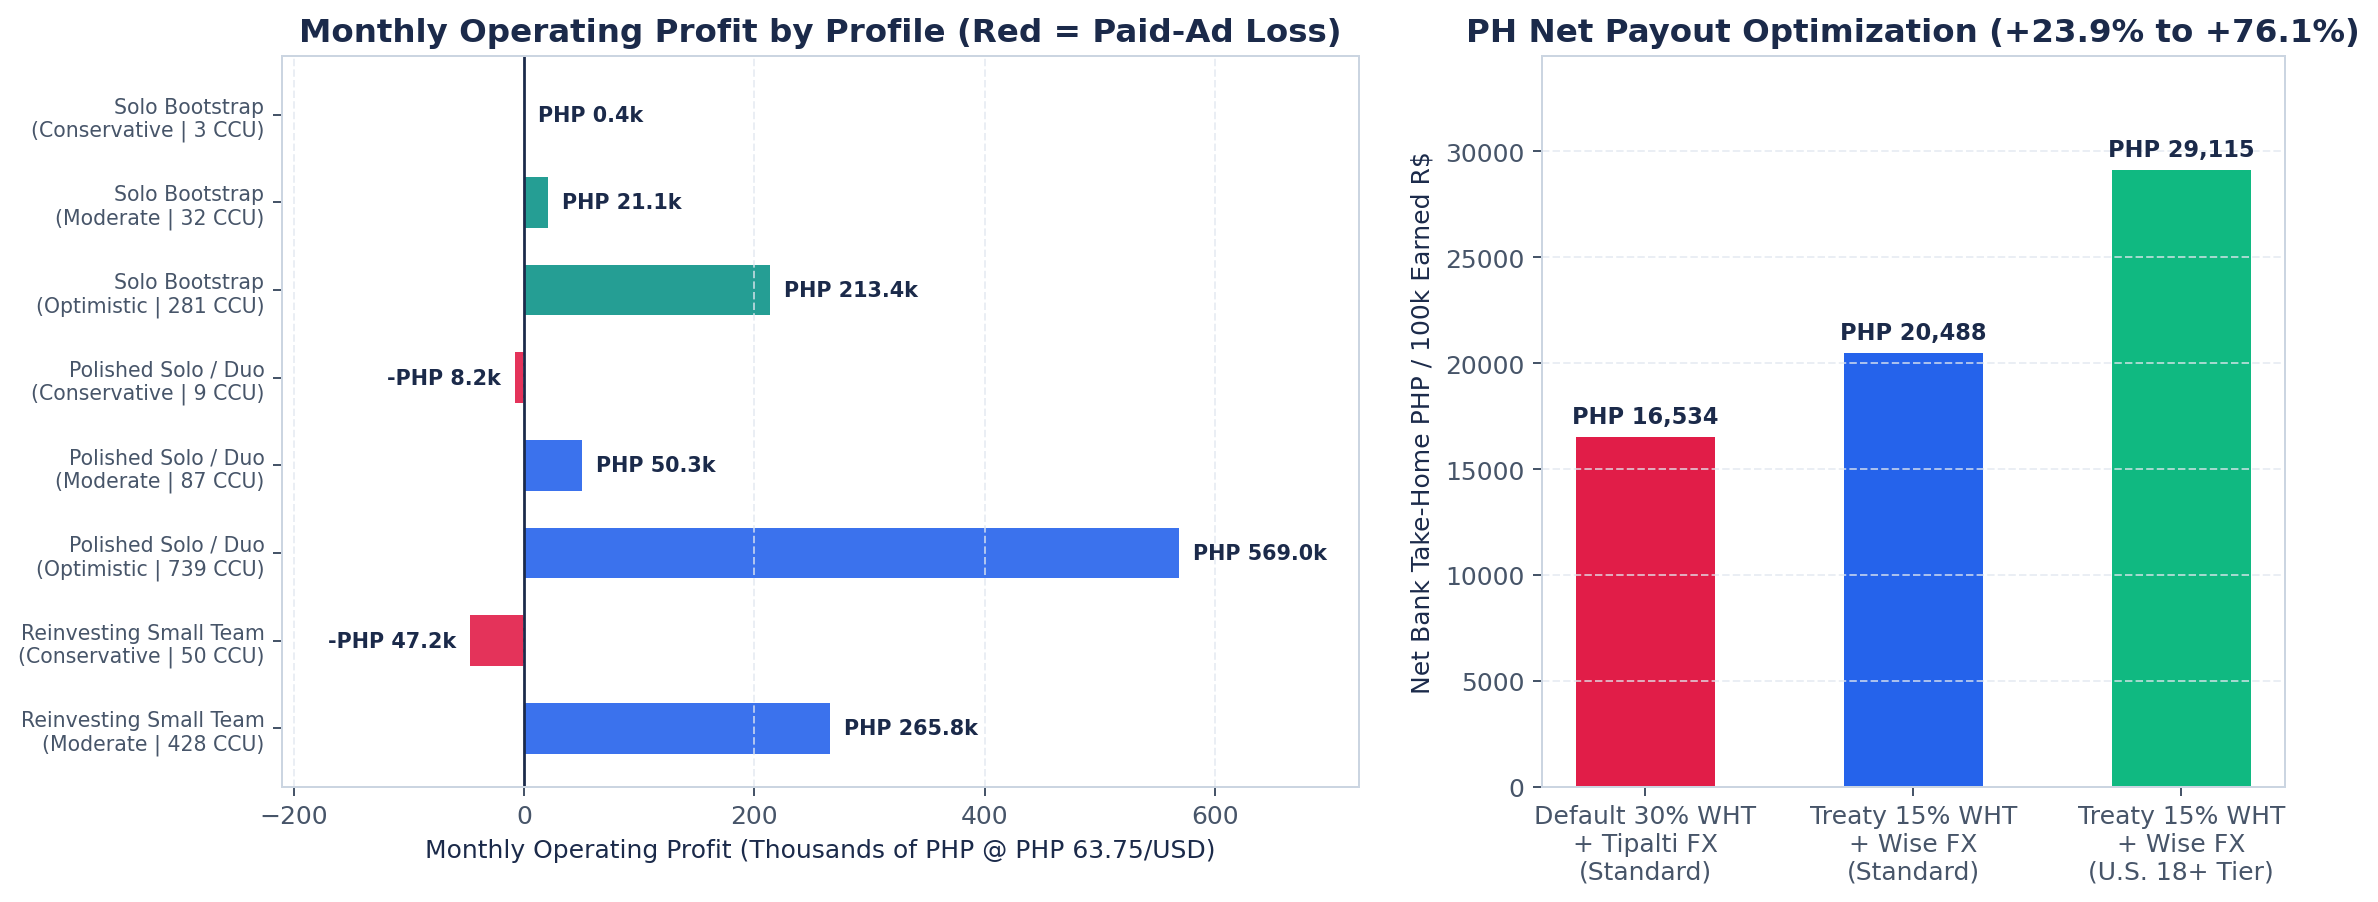 Monthly Operating Profit by Profile (Red = Paid-Ad Loss)
Solo Bootstrap
(Conservative | 3 CCU)
PHP 0.4k
Solo Bootstrap
(Moderate | 32 CCU)
PHP 21.1k
Solo Bootstrap
(Optimistic | 281 CCU)
PHP 213.4k
Polished Solo / Duo
(Conservative | 9 CCU)
-PHP 8.2k
Polished Solo / Duo
(Moderate | 87 CCU)
PHP 50.3k
Polished Solo / Duo
(Optimistic | 739 CCU)
PHP 569.0k
Reinvesting Small Team
(Conservative | 50 CCU)
-PHP 47.2k
Reinvesting Small Team
(Moderate | 428 CCU)
PHP 265.8k
−200
0
200
400
600
Monthly Operating Profit (Thousands of PHP @ PHP 63.75/USD)
PH Net Payout Optimization (+23.9% to +76.1%)
Net Bank Take-Home PHP / 100k Earned R$
30000
25000
20000
15000
10000
5000
0
PHP 16,534
PHP 20,488
PHP 29,115
Default 30% WHT
+ Tipalti FX
(Standard)
Treaty 15% WHT
+ Wise FX
(Standard)
Treaty 15% WHT
+ Wise FX
(U.S. 18+ Tier)